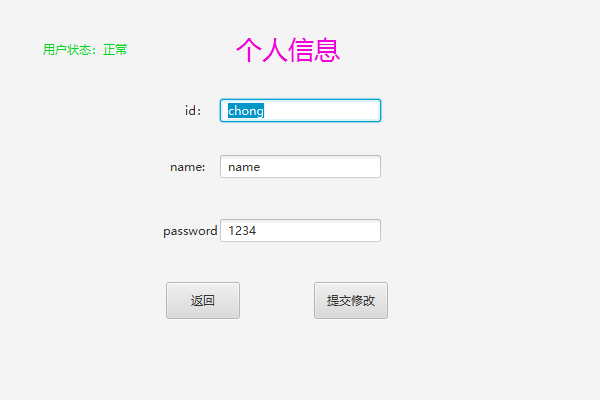 用户状态：正常
个人信息
id：
chong
name:
name
password
1234
返回
提交修改